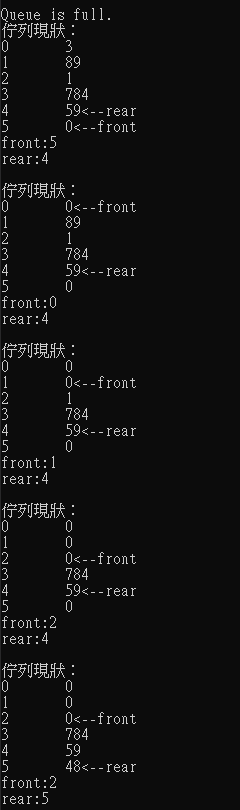 Queue is full.
佇列現狀：
0	3
1	89
2	1
3	784
4	59<--rear
5	0<--front
front:5
rear:4
佇列現狀：
0	0<--front
1	89
2	1
3	784
4	59<--rear
5	0
front:0
rear:4
佇列現狀：
0	0
1	0<--front
2	1
3	784
4	59<--rear
5	0
front:1
rear:4
佇列現狀：
0	0
1	0
2	0<--front
3	784
4	59<--rear
5	0
front:2
rear:4
佇列現狀：
0	0
1	0
2	0<--front
3	784
4	59
5	48<--rear
front:2
rear:5